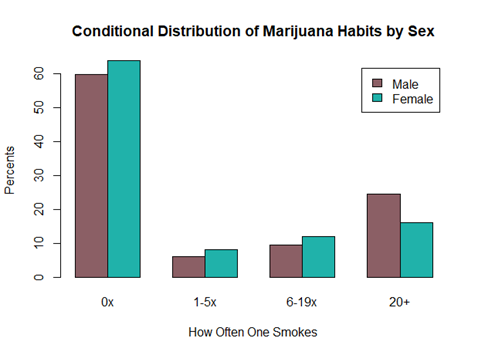 Conditional Distribution of Marijuana Habits by Sex
Male
Female
Percents
60
50
40
30
20
10
0
0x
1-5x
6-19x
20+
How Often One Smokes